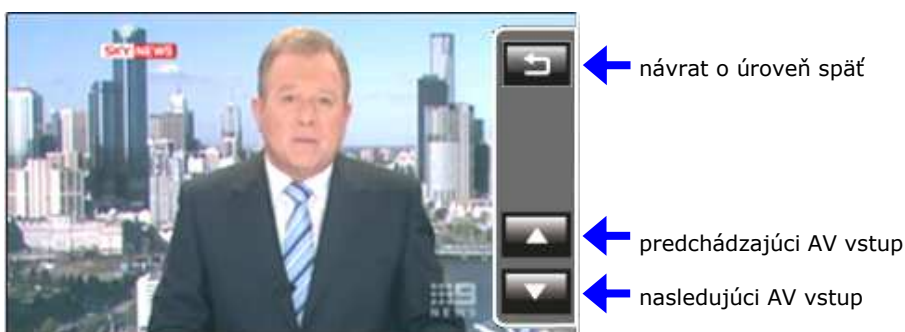 SKY NEWS
návrat o úroveň späť
predchádzajúci AV vstup
nasledujúci AV vstup
9
NEWS